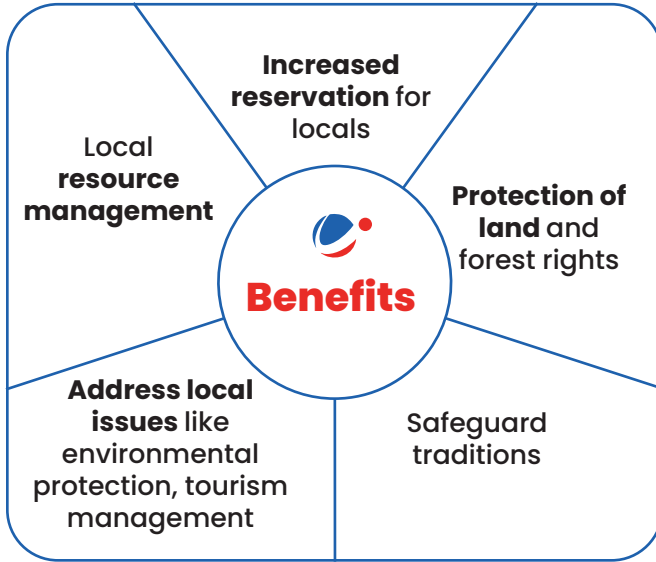 Increased
reservation for
locals
Local
resource
management
Protection of
land and
forest rights
Benefits
Address local
issues like
environmental
protection, tourism
management
Safeguard
traditions